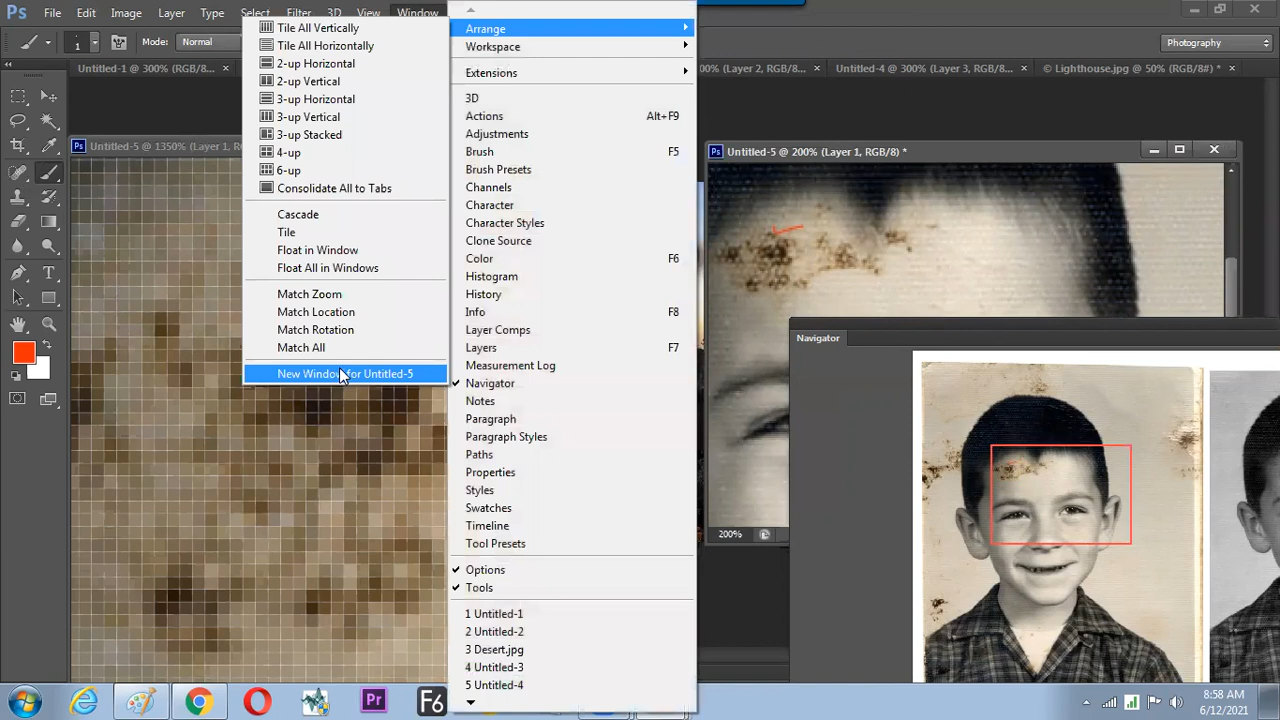 Ps
File
Edit
Image
Layer
Type
Select
Filter
3D
View
Window
1
Mode:
Normal
Photography
Untitled-1 @ 300% (RGB/8...
00% (Layer 2, RGB/8...
Untitled-4 @ 300% (Layer 3, RGB/8...
© Lighthouse.jpg @ 50% (RGB/8#) *
Untitled-5 @ 1350% (Layer 1, RGB/8)
Untitled-5 @ 200% (Layer 1, RGB/8) *
Tile All Vertically
Tile All Horizontally
2-up Horizontal
2-up Vertical
3-up Horizontal
3-up Vertical
3-up Stacked
4-up
6-up
Consolidate All to Tabs
Cascade
Tile
Float in Window
Float All in Windows
Match Zoom
Match Location
Match Rotation
Match All
New Window for Untitled-5
Arrange
Workspace
Extensions
3D
Actions Alt+F9
Adjustments
Brush F5
Brush Presets
Channels
Character
Character Styles
Clone Source
Color F6
Histogram
History
Info F8
Layer Comps
Layers F7
Measurement Log
Navigator
Notes
Paragraph
Paragraph Styles
Paths
Properties
Styles
Swatches
Timeline
Tool Presets
Options
Tools
1 Untitled-1
2 Untitled-2
3 Desert.jpg
4 Untitled-3
5 Untitled-4
Navigator
200%
Pr
F6
8:58 AM
6/12/2021